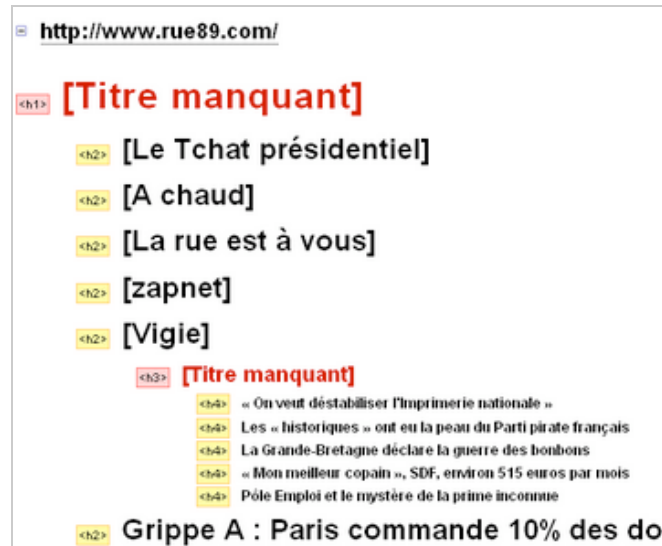 http://www.rue89.com/
<h1> [Titre manquant]
<h2> [Le Tchat présidentiel]
<h2> [A chaud]
<h2> [La rue est à vous]
<h2> [zapnet]
<h2> [Vigie]
<h3> [Titre manquant]
<h4> « On veut déstabiliser l'Imprimerie nationale »
<h4> Les « historiques » ont eu la peau du Parti pirate français
<h4> La Grande-Bretagne déclare la guerre des bonbons
<h4> « Mon meilleur copain », SDF, environ 515 euros par mois
<h4> Pôle Emploi et le mystère de la prime inconnue
<h2> Grippe A : Paris commande 10% des do